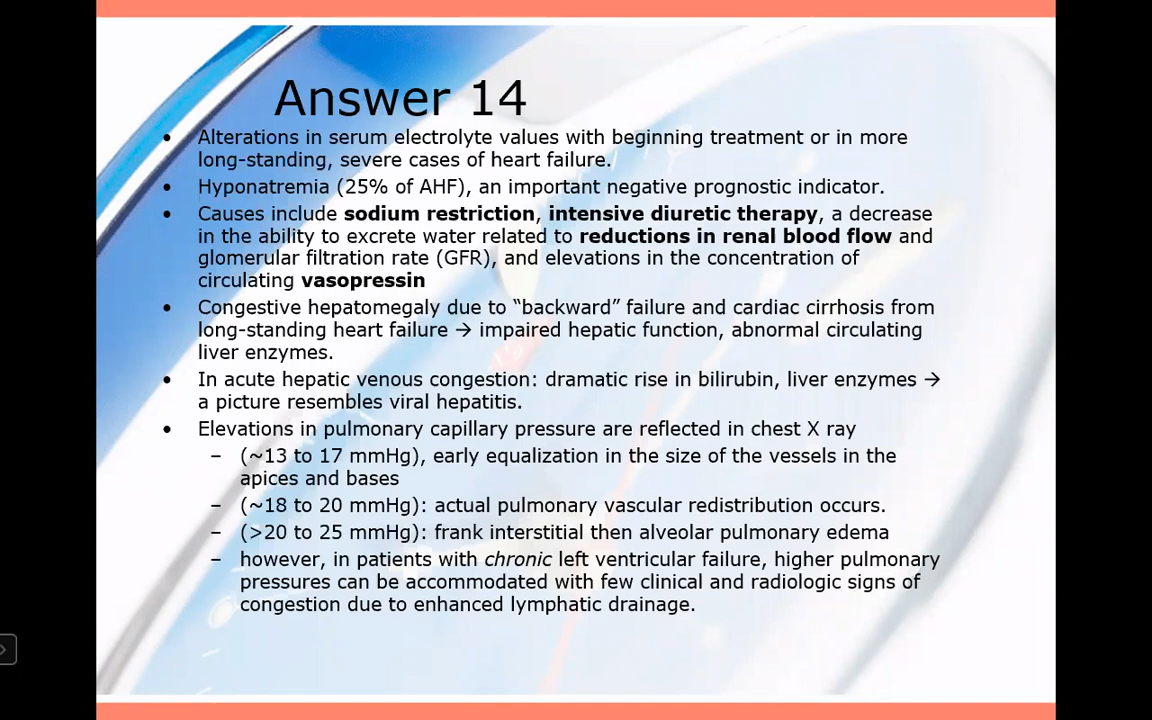 Answer 14
• Alterations in serum electrolyte values with beginning treatment or in more
long-standing, severe cases of heart failure.
• Hyponatremia (25% of AHF), an important negative prognostic indicator.
• Causes include sodium restriction, intensive diuretic therapy, a decrease
in the ability to excrete water related to reductions in renal blood flow and
glomerular filtration rate (GFR), and elevations in the concentration of
circulating vasopressin
• Congestive hepatomegaly due to “backward” failure and cardiac cirrhosis from
long-standing heart failure → impaired hepatic function, abnormal circulating
liver enzymes.
• In acute hepatic venous congestion: dramatic rise in bilirubin, liver enzymes →
a picture resembles viral hepatitis.
• Elevations in pulmonary capillary pressure are reflected in chest X ray
– (~13 to 17 mmHg), early equalization in the size of the vessels in the
apices and bases
– (~18 to 20 mmHg): actual pulmonary vascular redistribution occurs.
– (>20 to 25 mmHg): frank interstitial then alveolar pulmonary edema
– however, in patients with chronic left ventricular failure, higher pulmonary
pressures can be accommodated with few clinical and radiologic signs of
congestion due to enhanced lymphatic drainage.